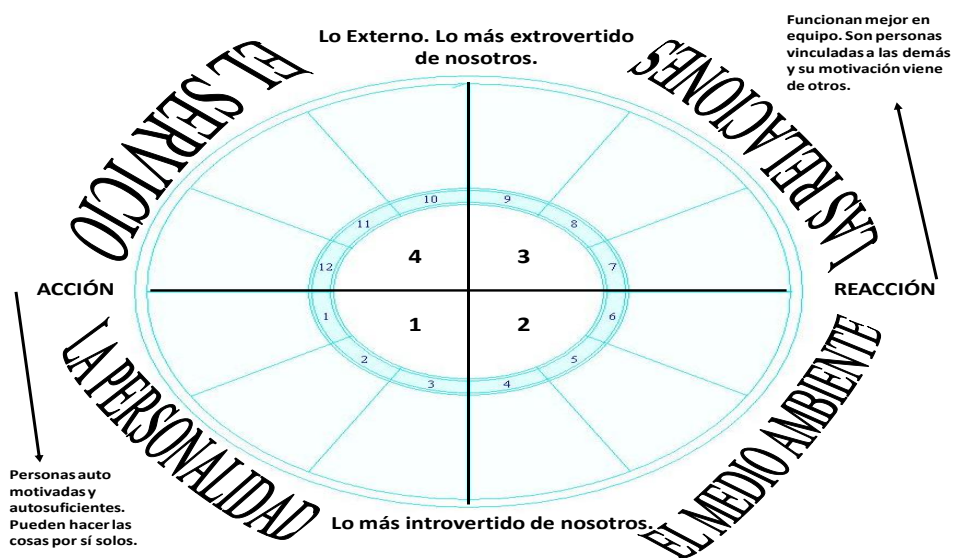 Lo Externo. Lo más extrovertido
de nosotros.
Funcionan mejor en
equipo. Son personas
vinculadas a las demás
y su motivación viene
de otros.
EL SERVICIO
LAS RELACIONES
10
9
11
8
12
4
3
7
ACCIÓN
REACCIÓN
1
1
2
6
2
5
3
4
LA PERSONALIDAD
EL MEDIO AMBIENTE
Personas auto
motivadas y
autosuficientes.
Pueden hacer las
cosas por sí solos.
Lo más introvertido de nosotros.